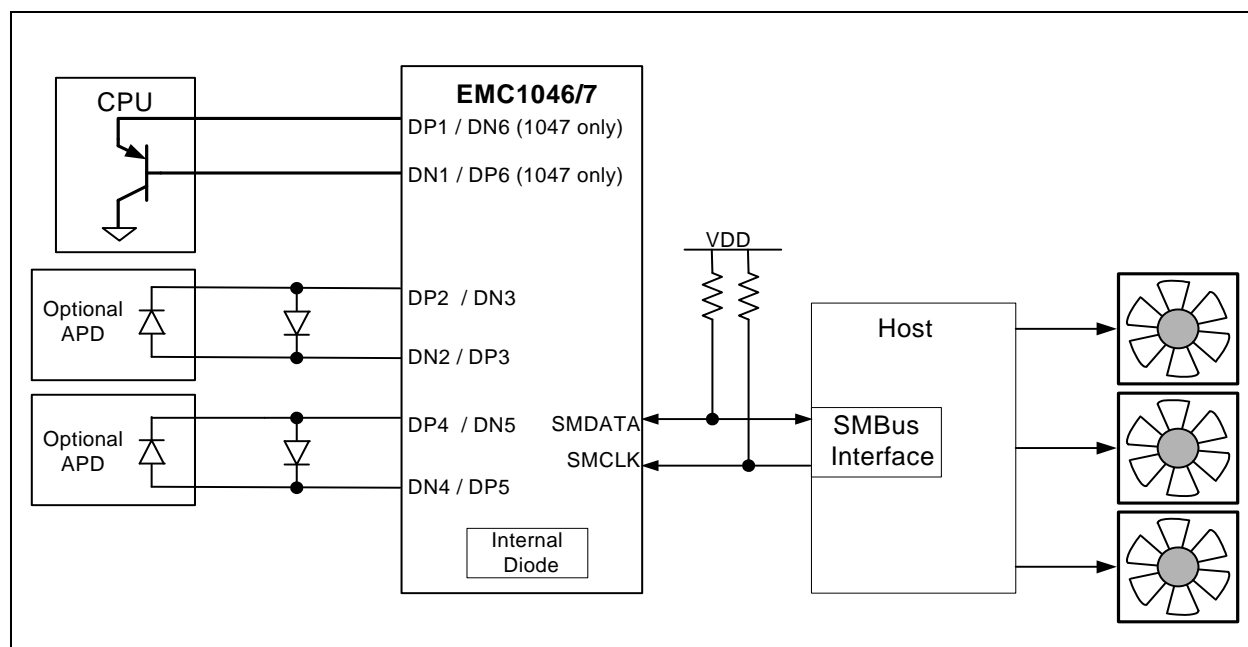 CPU
EMC1046/7
DP1 / DN6 (1047 only)
DN1 / DP6 (1047 only)
Optional
APD
DP2 / DN3
DN2 / DP3
Optional
APD
DP4 / DN5
DN4 / DP5
SMDATA
SMCLK
Internal
Diode
VDD
Host
SMBus
Interface